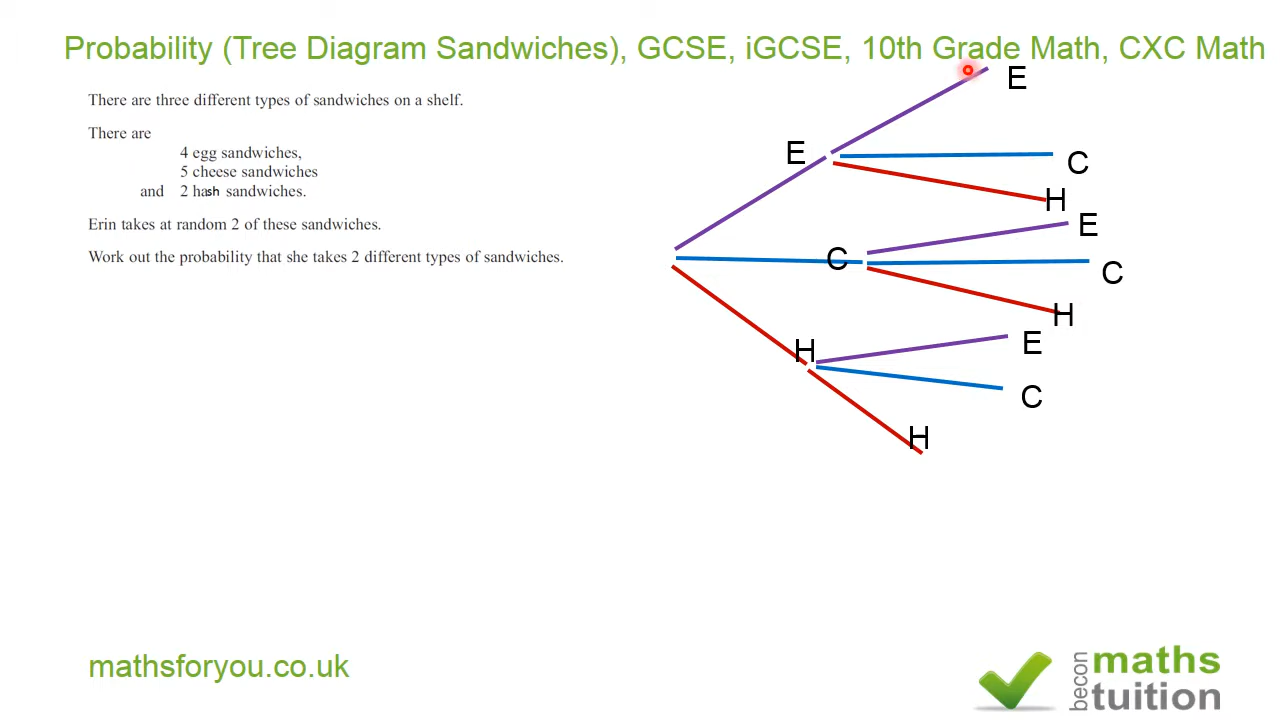 Probability (Tree Diagram Sandwiches), GCSE, iGCSE, 10th Grade Math, CXC Math
There are three different types of sandwiches on a shelf.
There are
4 egg sandwiches,
5 cheese sandwiches
and 2 hash sandwiches.
Erin takes at random 2 of these sandwiches.
Work out the probability that she takes 2 different types of sandwiches.
E
E
C
H
C
E
C
H
H
E
C
H
mathsforyou.co.uk
becon
maths
tuition